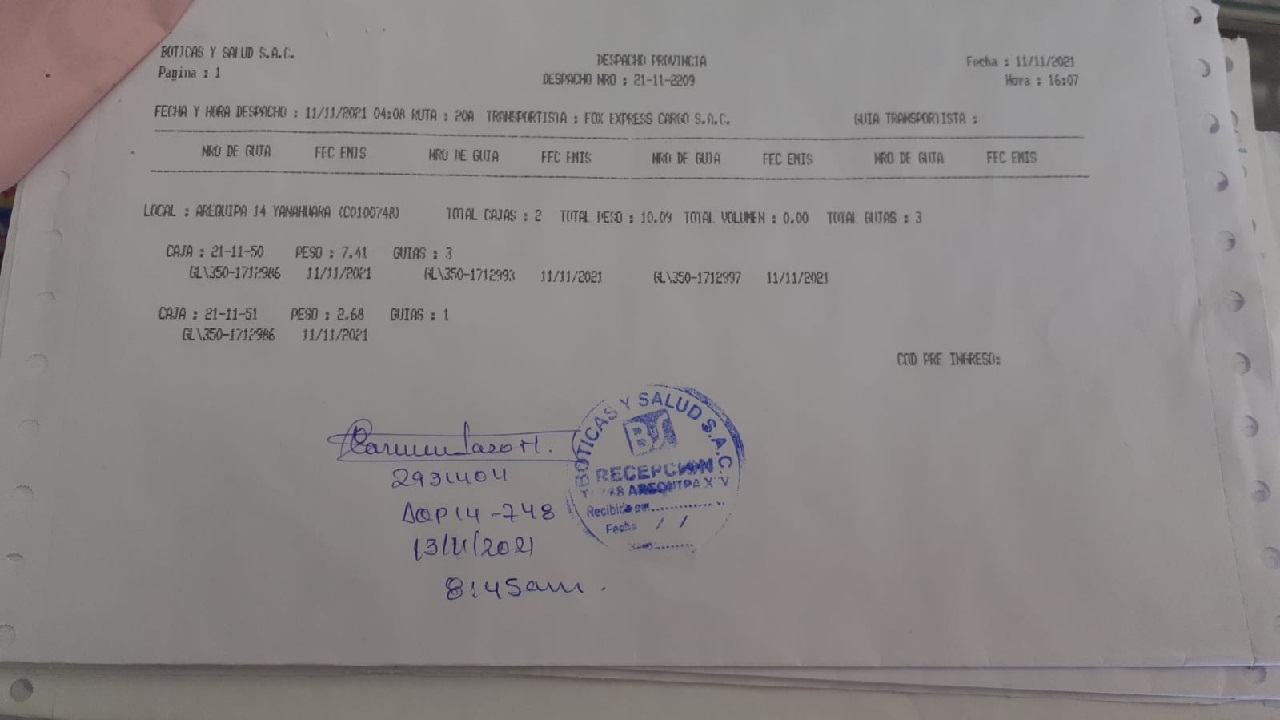 BOTICAS Y SALUD S.A.C.
Pagina : 1
DESPACHO PROVINCIA
DESPACHO NRO : 21-11-2209
Fecha : 11/11/2021
Hora : 16:07
FECHA Y HORA DESPACHO : 11/11/2021 04:08 RUTA : 20A TRANSPORTISTA : FOX EXPRESS CARGO S.A.C. GUIA TRANSPORTISTA :
NRO DE GUIA FEC EMIS NRO DE GUIA FEC EMIS NRO DE GUIA FEC EMIS NRO DE GUIA FEC EMIS
LOCAL : AREQUIPA 14 YANAHUARA (C0100748) TOTAL CAJAS : 2 TOTAL PESO : 10.09 TOTAL VOLUMEN : 0.00 TOTAL GUIAS : 3
CAJA : 21-11-50 PESO : 7.41 GUIAS : 3
GL\350-1712986 11/11/2021 GL\350-1712993 11/11/2021 GL\350-1712997 11/11/2021
CAJA : 21-11-51 PESO : 2.68 GUIAS : 1
GL\350-1712986 11/11/2021
COD PRE INGRESO:
Carmen Lazo H.
2931404
AQP14-748
13/11/2021
8:45am.
BOTICAS Y SALUD S.A.C.
BS
RECEPCION
AREQUIPA XIV
Recibido por
Fecha / /